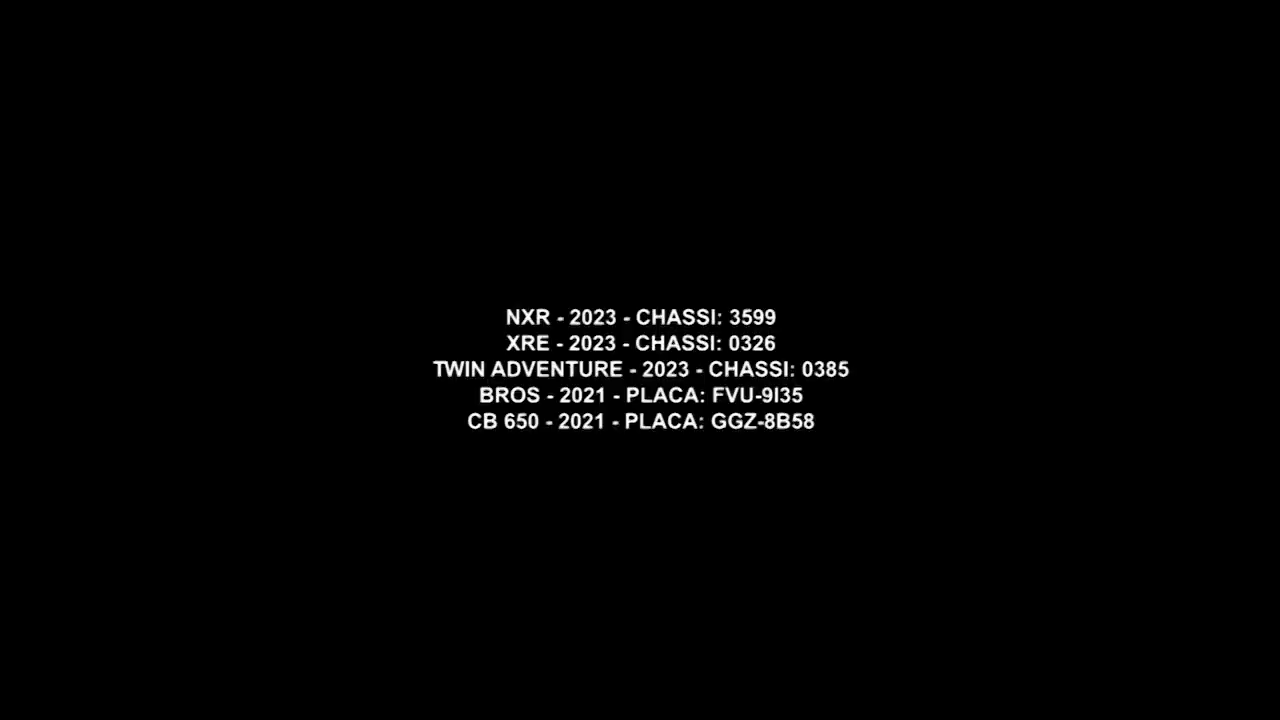 NXR - 2023 - CHASSI: 3599
XRE - 2023 - CHASSI: 0326
TWIN ADVENTURE - 2023 - CHASSI: 0385
BROS - 2021 - PLACA: FVU-9I35
CB 650 - 2021 - PLACA: GGZ-8B58